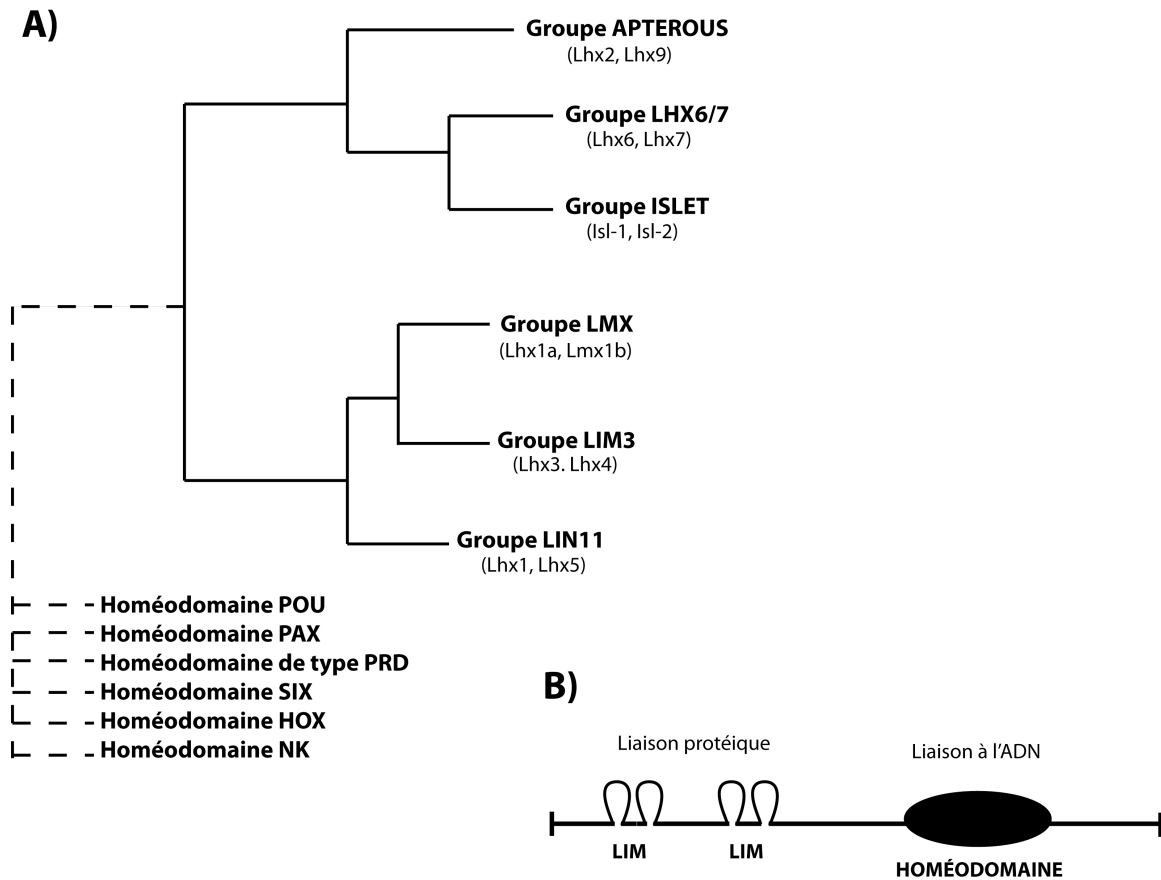 A)
Groupe APTEROUS
(Lhx2, Lhx9)
Groupe LHX6/7
(Lhx6, Lhx7)
Groupe ISLET
(Isl-1, Isl-2)
Groupe LMX
(Lhx1a, Lmx1b)
Groupe LIM3
(Lhx3. Lhx4)
Groupe LIN11
(Lhx1, Lhx5)
Homéodomaine POU
Homéodomaine PAX
Homéodomaine de type PRD
Homéodomaine SIX
Homéodomaine HOX
Homéodomaine NK
B)
Liaison protéique
Liaison à l'ADN
LIM
LIM
HOMÉODOMAINE